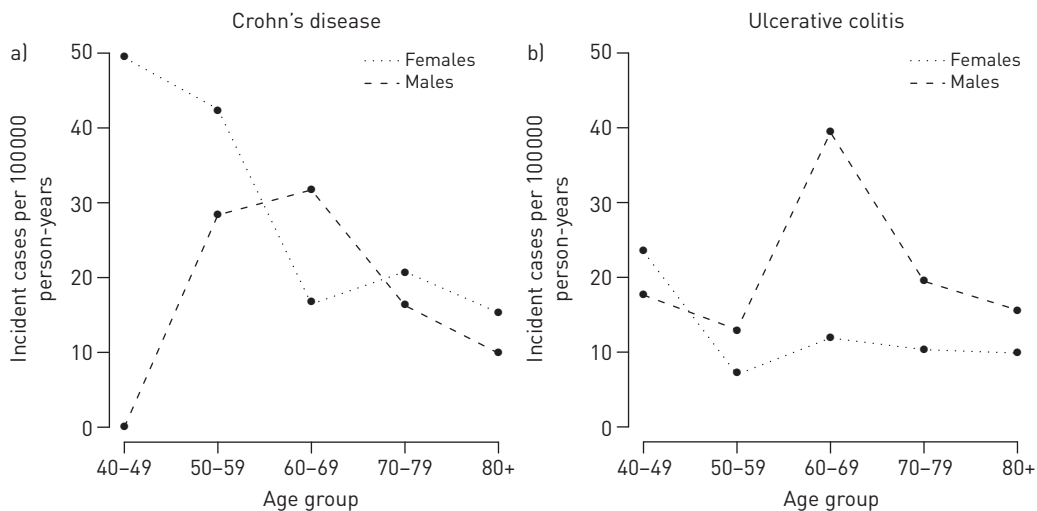 Crohn's disease
a)
Females
Males
Incident cases per 100000
person-years
50
40
30
20
10
0
40–49
50–59
60–69
70–79
80+
Age group
Ulcerative colitis
b)
Females
Males
Incident cases per 100000
person-years
50
40
30
20
10
0
40–49
50–59
60–69
70–79
80+
Age group